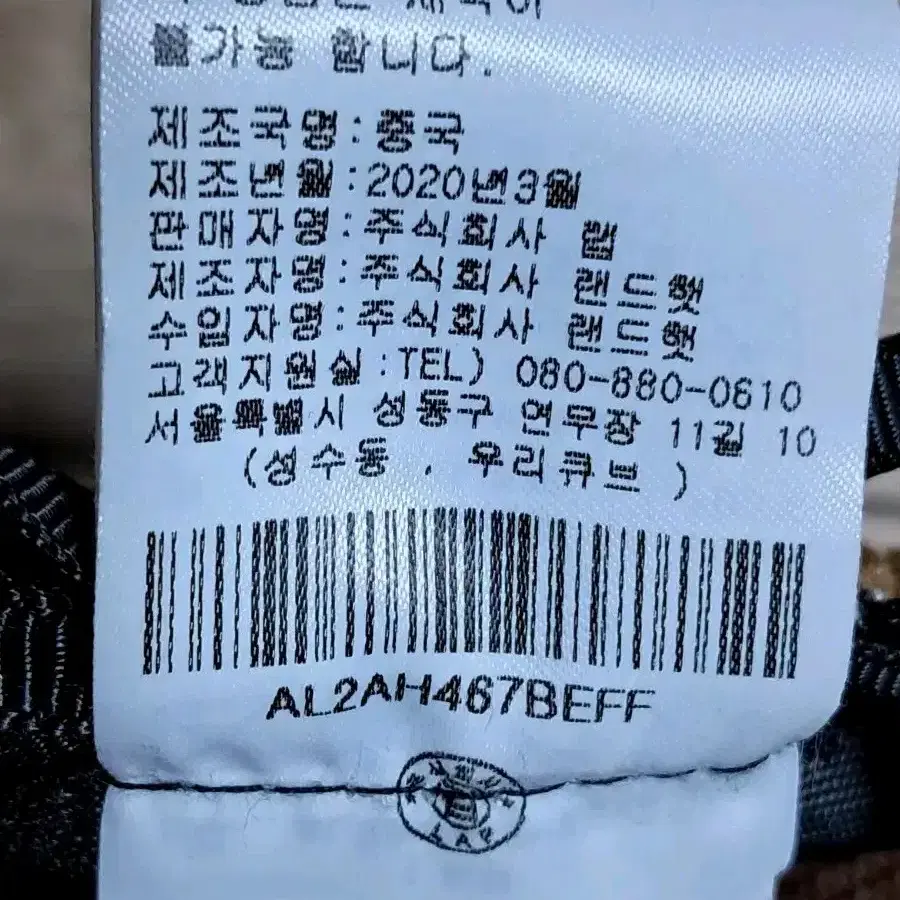 불가능 합니다.
제조국명:중국
제조년월:2020년3월
판매자명:주식회사 랩
제조자명:주식회사 랜드햇
수입자명:주식회사 랜드햇
고객지원실:TEL) 080-880-0610
서울특별시 성동구 연무장 11길 10
(성수동 , 우리큐브 )
AL2AH467BEFF
LAP